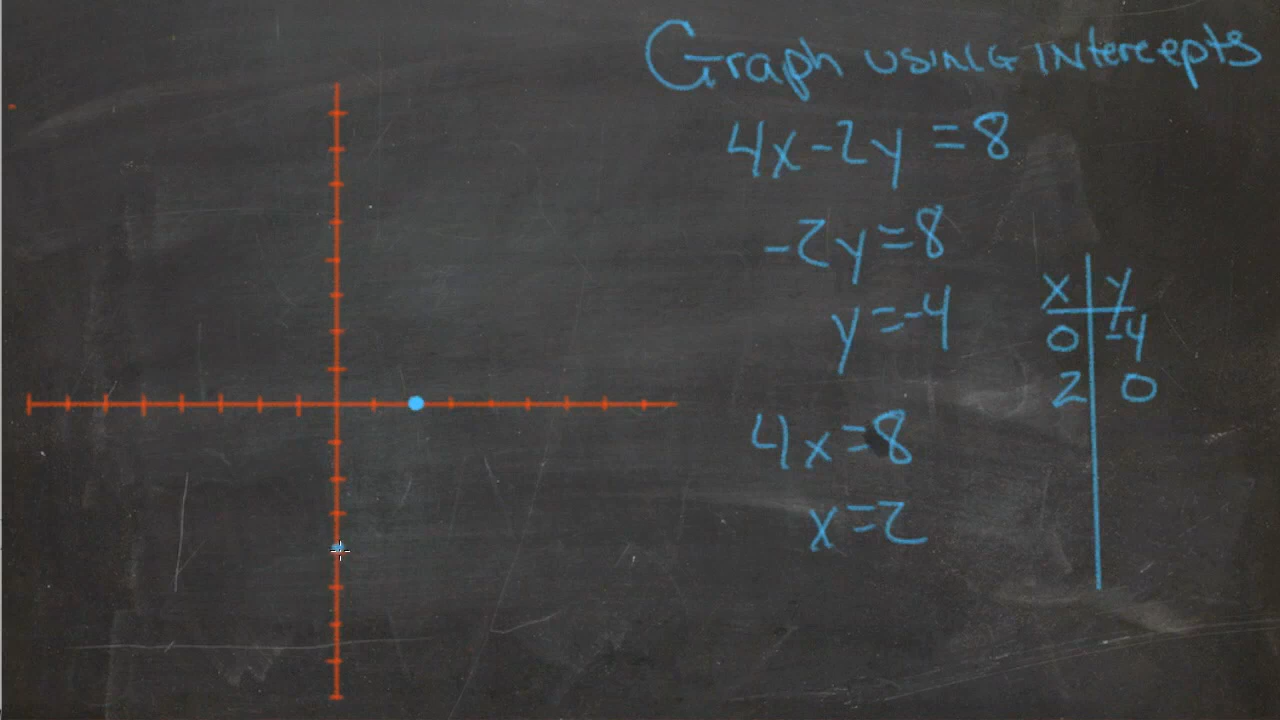 Graph using intercepts
4x-2y=8
-2y=8
y=-4
4x=8
x=2
x y
0 -4
2 0